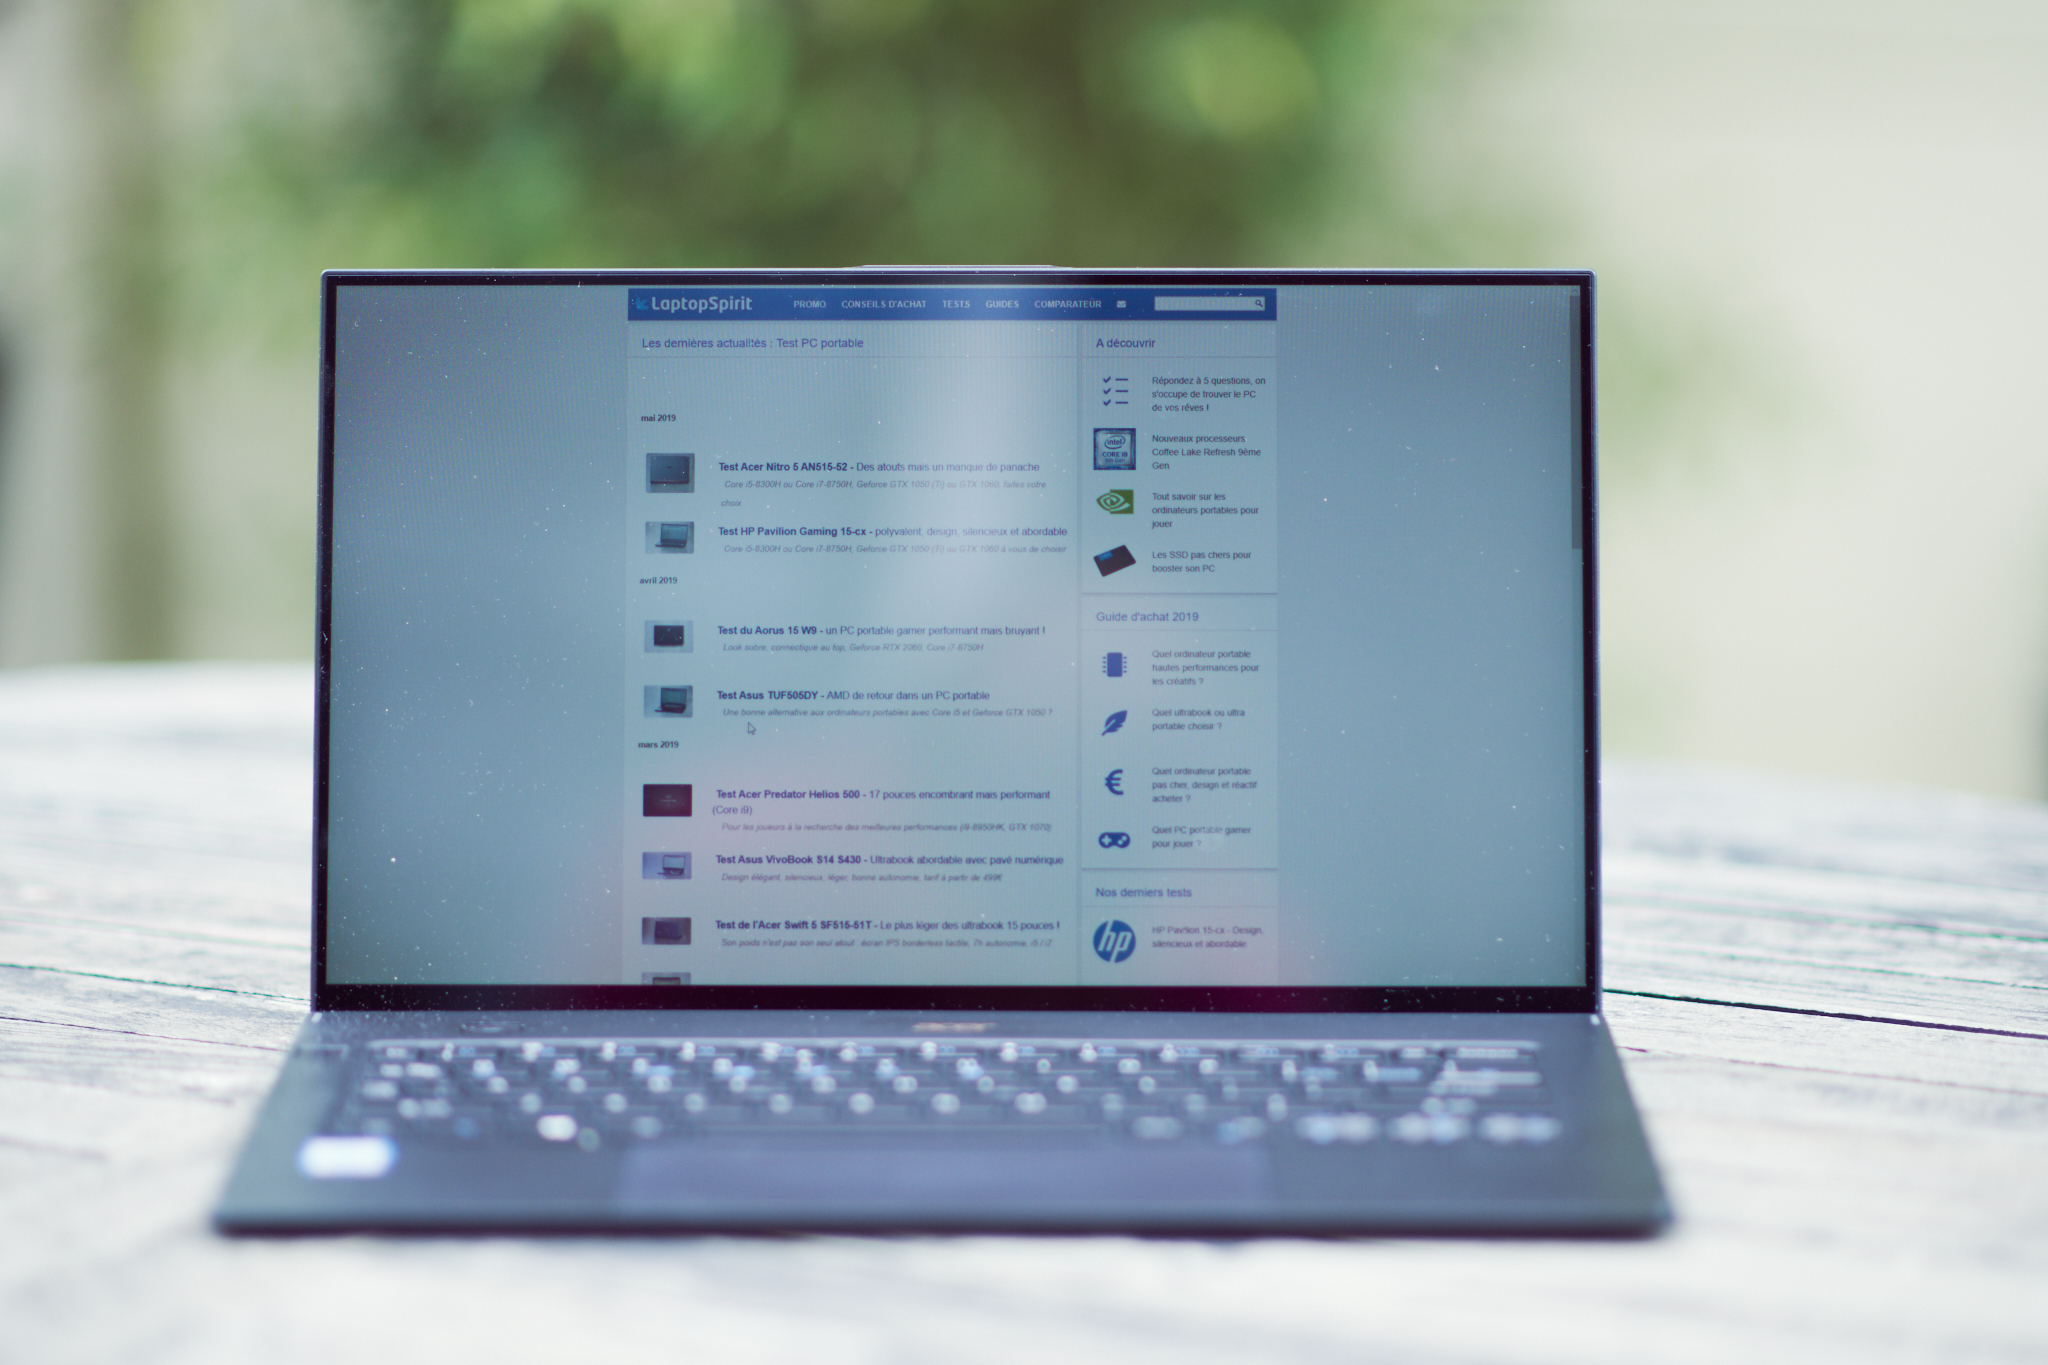 LaptopSpirit PROMO CONSEILS D'ACHAT TESTS GUIDES COMPARATEUR
Les dernières actualités : Test PC portable
mai 2019
Test Acer Nitro 5 AN515-52 - Des atouts mais un manque de panache
Core i5-8300H ou Core i7-8750H, Geforce GTX 1050 (Ti) ou GTX 1060, faites votre
choix
Test HP Pavilion Gaming 15-cx - polyvalent, design, silencieux et abordable
Core i5-8300H ou Core i7-8750H, Geforce GTX 1050 (Ti) ou GTX 1060 à vous de choisir
avril 2019
Test du Aorus 15 W9 - un PC portable gamer performant mais bruyant !
Look sobre, connectique au top, Geforce RTX 2060, Core i7-8750H
Test Asus TUF505DY - AMD de retour dans un PC portable
Une bonne alternative aux ordinateurs portables avec Core i5 et Geforce GTX 1050 ?
mars 2019
Test Acer Predator Helios 500 - 17 pouces encombrant mais performant
(Core i9)
Pour les joueurs à la recherche des meilleures performances (i9-8950HK, GTX 1070)
Test Asus VivoBook S14 S430 - Ultrabook abordable avec pavé numérique
Design élégant, silencieux, léger, bonne autonomie, tarif à partir de 499€
Test de l'Acer Swift 5 SF515-51T - Le plus léger des ultrabook 15 pouces !
Son poids n'est pas son seul atout : écran IPS borderless tactile, 7h autonomie, i5 / i7
A découvrir
Répondez à 5 questions, on
s'occupe de trouver le PC
de vos rêves !
intel
CORE i9
Nouveaux processeurs
Coffee Lake Refresh 9ème
Gen
Tout savoir sur les
ordinateurs portables pour
jouer
Les SSD pas chers pour
booster son PC
Guide d'achat 2019
Quel ordinateur portable
hautes performances pour
les créatifs ?
Quel ultrabook ou ultra
portable choisir ?
€
Quel ordinateur portable
pas cher, design et réactif
acheter ?
Quel PC portable gamer
pour jouer ?
Nos derniers tests
hp
HP Pavilion 15-cx - Design,
silencieux et abordable
acer